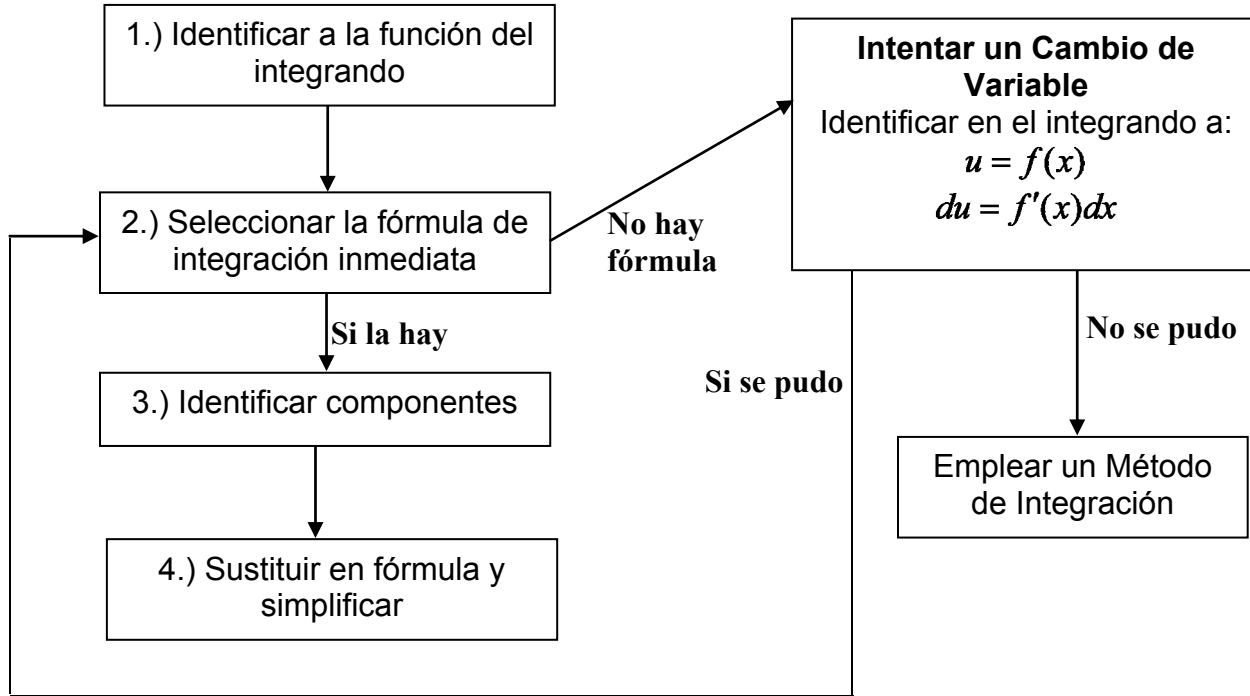 1.) Identificar a la función del
integrando
2.) Seleccionar la fórmula de
integración inmediata
Si la hay
3.) Identificar componentes
4.) Sustituir en fórmula y
simplificar
No hay
fórmula
Intentar un Cambio de
Variable
Identificar en el integrando a:
u = f(x)
du = f'(x)dx
Si se pudo
No se pudo
Emplear un Método
de Integración